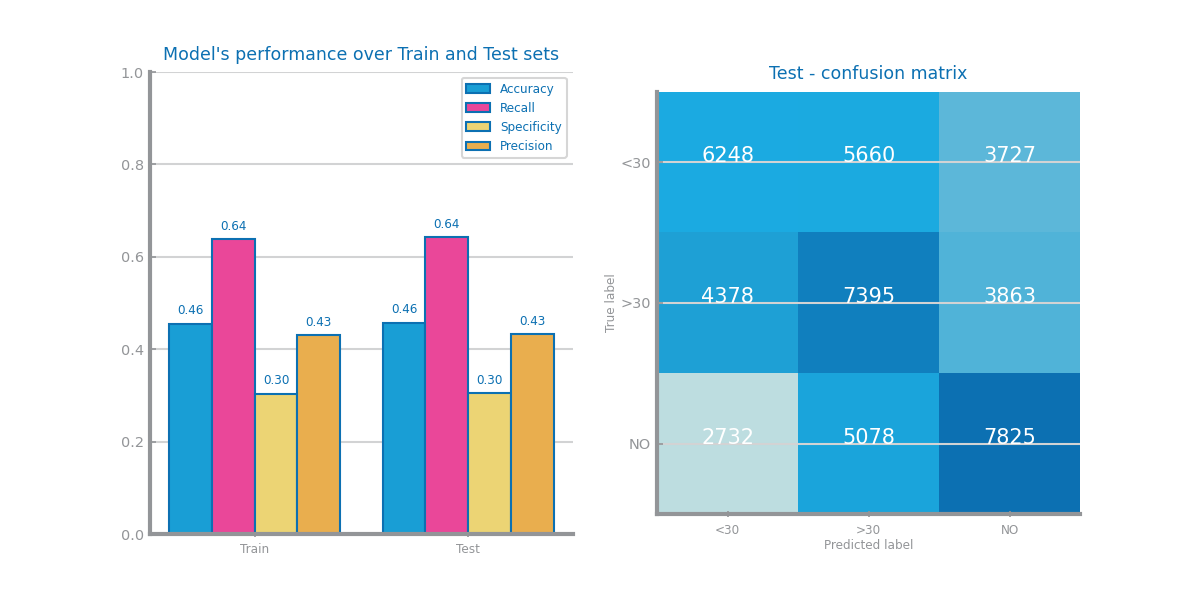 Model's performance over Train and Test sets
1.0
0.8
0.6
0.4
0.2
0.0
Accuracy
Recall
Specificity
Precision
0.46
0.64
0.30
0.43
0.46
0.64
0.30
0.43
Train
Test
Test - confusion matrix
True label
<30
>30
NO
6248 5660 3727
4378 7395 3863
2732 5078 7825
<30 >30 NO
Predicted label